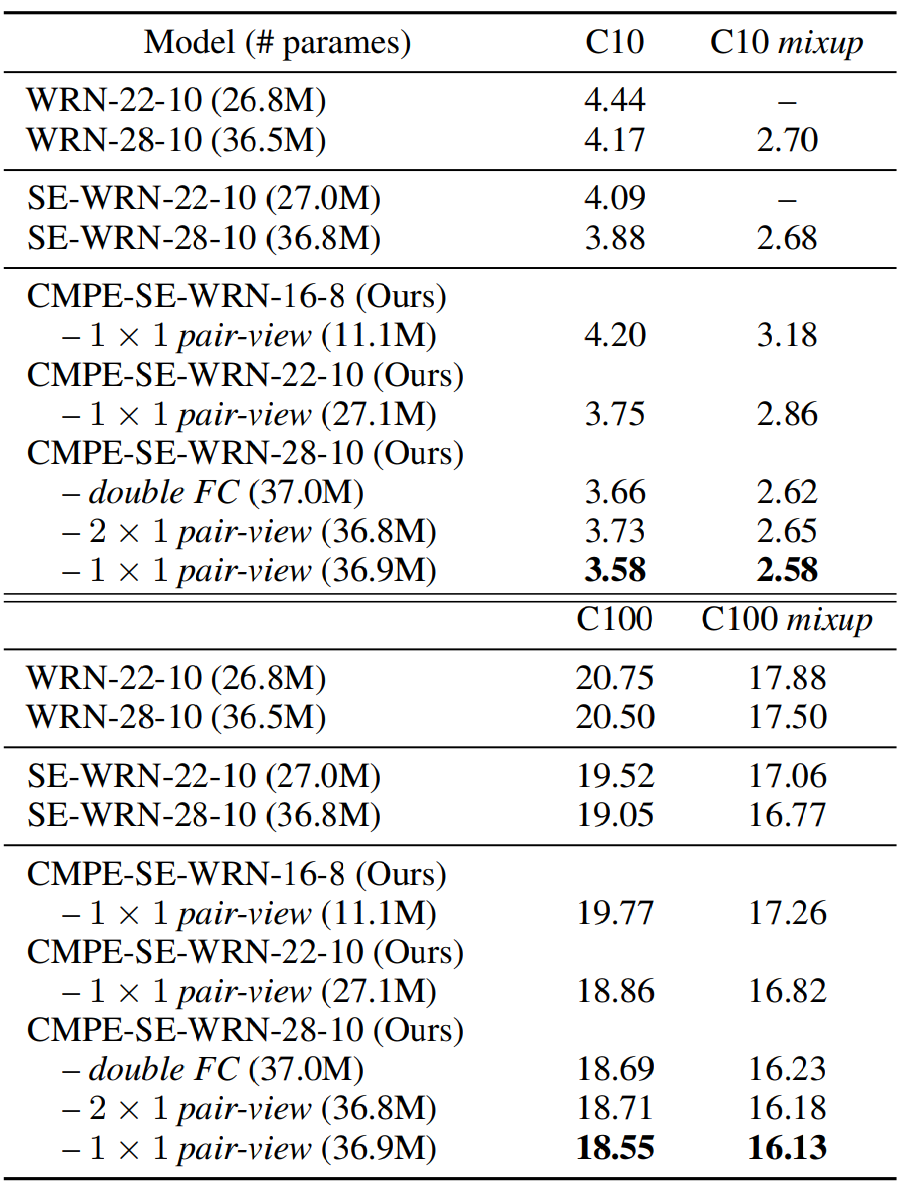 Model (# parames) C10 C10 mixup
WRN-22-10 (26.8M) 4.44 –
WRN-28-10 (36.5M) 4.17 2.70
SE-WRN-22-10 (27.0M) 4.09 –
SE-WRN-28-10 (36.8M) 3.88 2.68
CMPE-SE-WRN-16-8 (Ours)
– 1 × 1 pair-view (11.1M) 4.20 3.18
CMPE-SE-WRN-22-10 (Ours)
– 1 × 1 pair-view (27.1M) 3.75 2.86
CMPE-SE-WRN-28-10 (Ours)
– double FC (37.0M) 3.66 2.62
– 2 × 1 pair-view (36.8M) 3.73 2.65
– 1 × 1 pair-view (36.9M) 3.58 2.58
C100 C100 mixup
WRN-22-10 (26.8M) 20.75 17.88
WRN-28-10 (36.5M) 20.50 17.50
SE-WRN-22-10 (27.0M) 19.52 17.06
SE-WRN-28-10 (36.8M) 19.05 16.77
CMPE-SE-WRN-16-8 (Ours)
– 1 × 1 pair-view (11.1M) 19.77 17.26
CMPE-SE-WRN-22-10 (Ours)
– 1 × 1 pair-view (27.1M) 18.86 16.82
CMPE-SE-WRN-28-10 (Ours)
– double FC (37.0M) 18.69 16.23
– 2 × 1 pair-view (36.8M) 18.71 16.18
– 1 × 1 pair-view (36.9M) 18.55 16.13